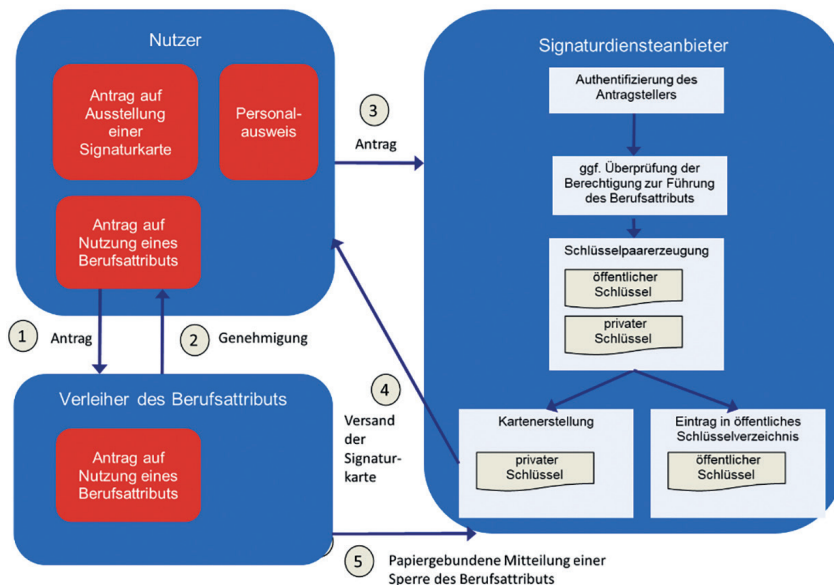 Nutzer
Antrag auf
Ausstellung
einer
Signaturkarte
Personal-
ausweis
Antrag auf
Nutzung eines
Berufsattributs
1
Antrag
2
Genehmigung
3
Antrag
Verleiher des Berufsattributs
Antrag auf
Nutzung eines
Berufsattributs
4
Versand
der
Signatur-
karte
5
Papiergebundene Mitteilung einer
Sperre des Berufsattributs
Signaturdiensteanbieter
Authentifizierung des
Antragstellers
ggf. Überprüfung der
Berechtigung zur Führung
des Berufsattributs
Schlüsselpaarerzeugung
öffentlicher
Schlüssel
privater
Schlüssel
Kartenerstellung
privater
Schlüssel
Eintrag in öffentliches
Schlüsselverzeichnis
öffentlicher
Schlüssel